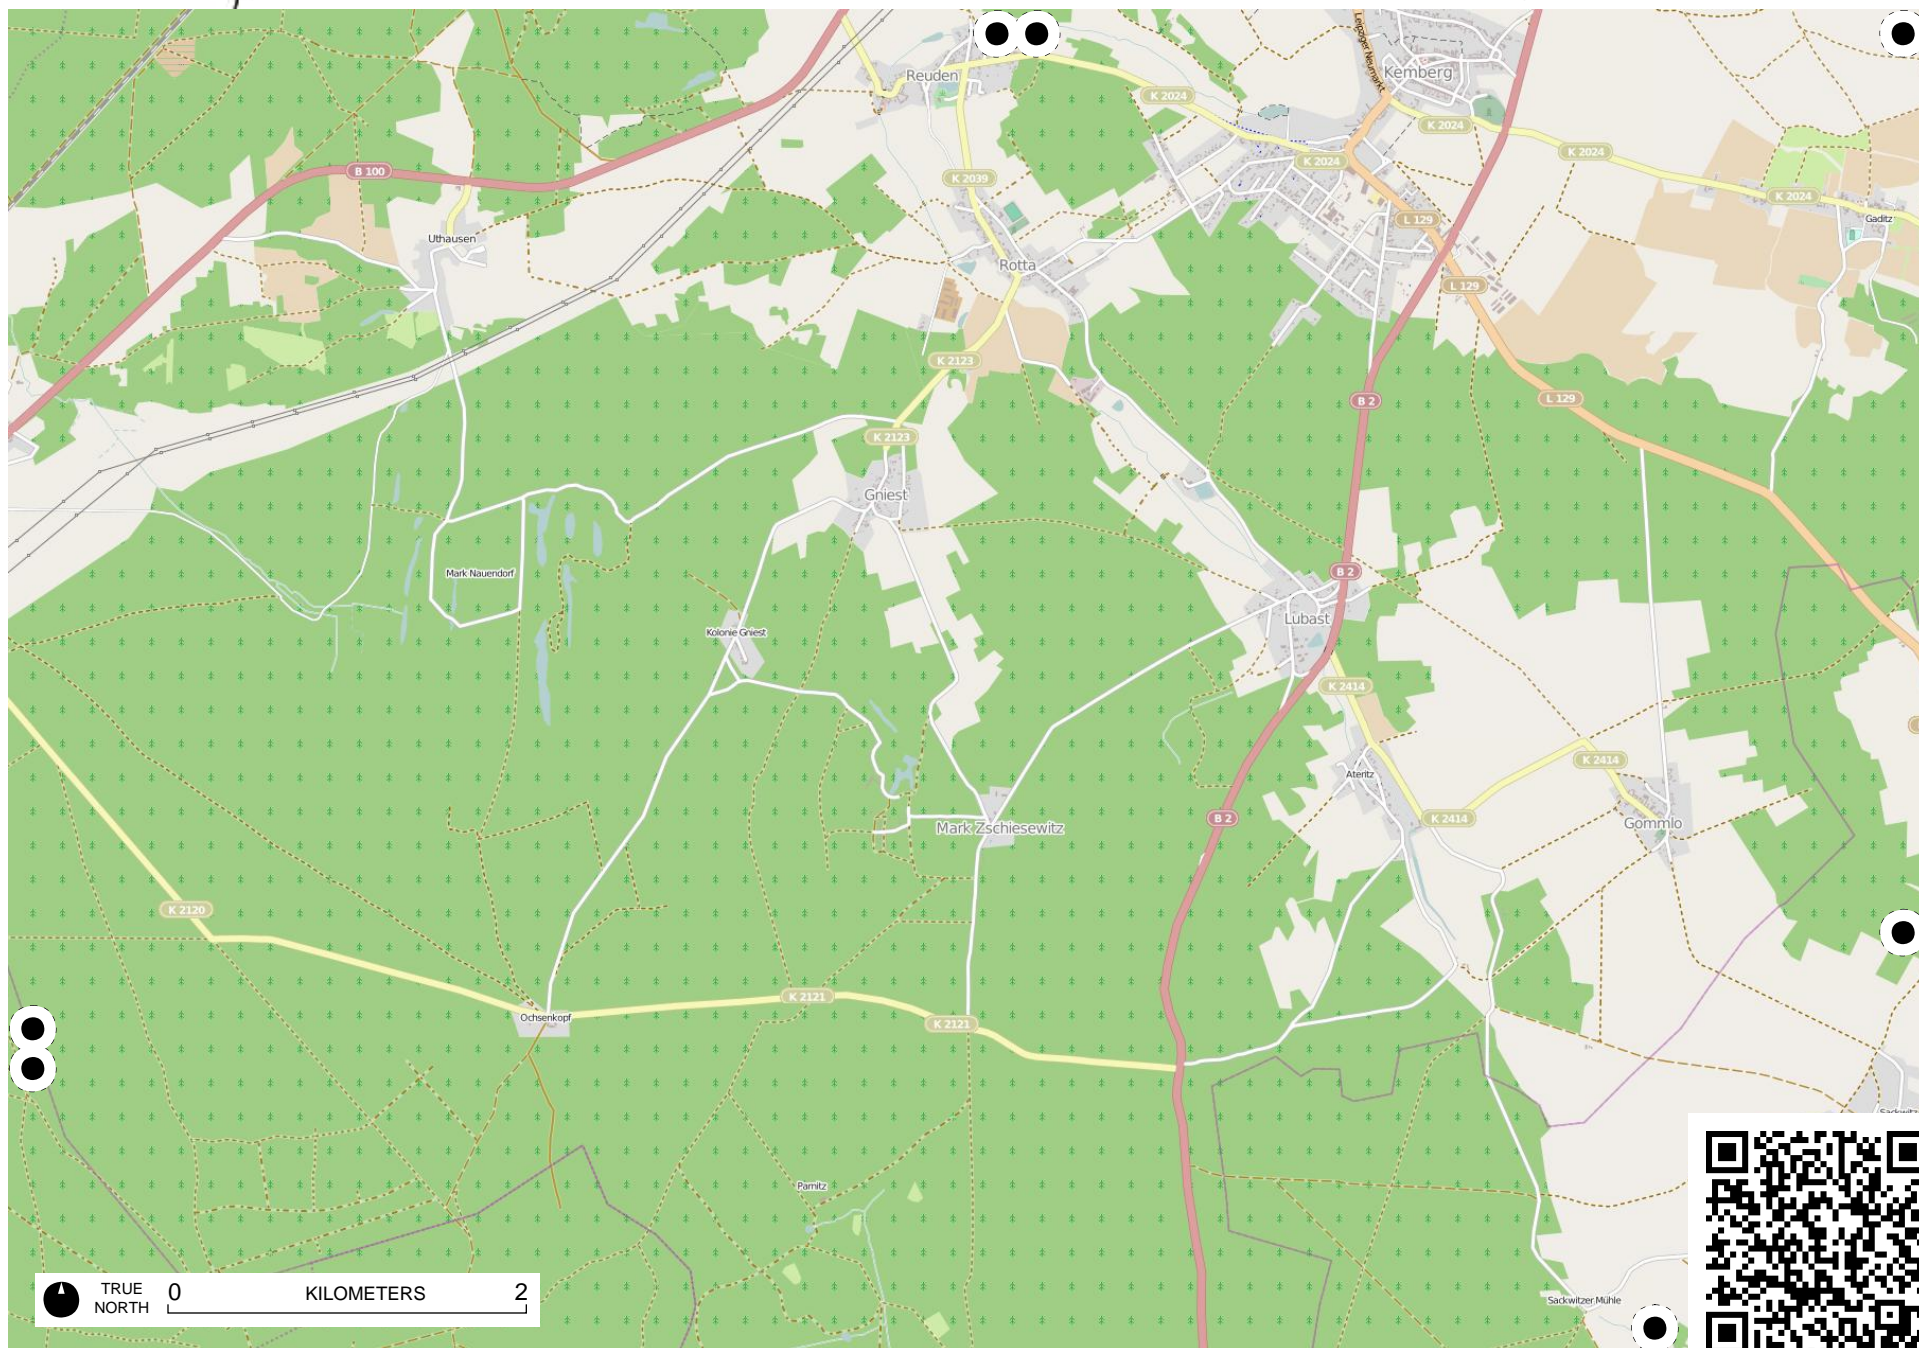 Leipziger Neumarkt
Kemberg
Reuden
K 2024
K 2024
K 2024
K 2024
B 100
K 2039
K 2024
L 129
Gaditz
Uthausen
Rotta
L 129
K 2123
B 2
L 129
K 2123
Gniest
Mark Nauendorf
B 2
Lubast
Kolonie Gniest
K 2414
K 2414
Ateritz
B 2
K 2414
Gommlo
Mark Zschiesewitz
K 2120
K 2121
Ochsenkopf
K 2121
Parnitz
TRUE
NORTH
0 KILOMETERS 2
Sackwitzer Mühle